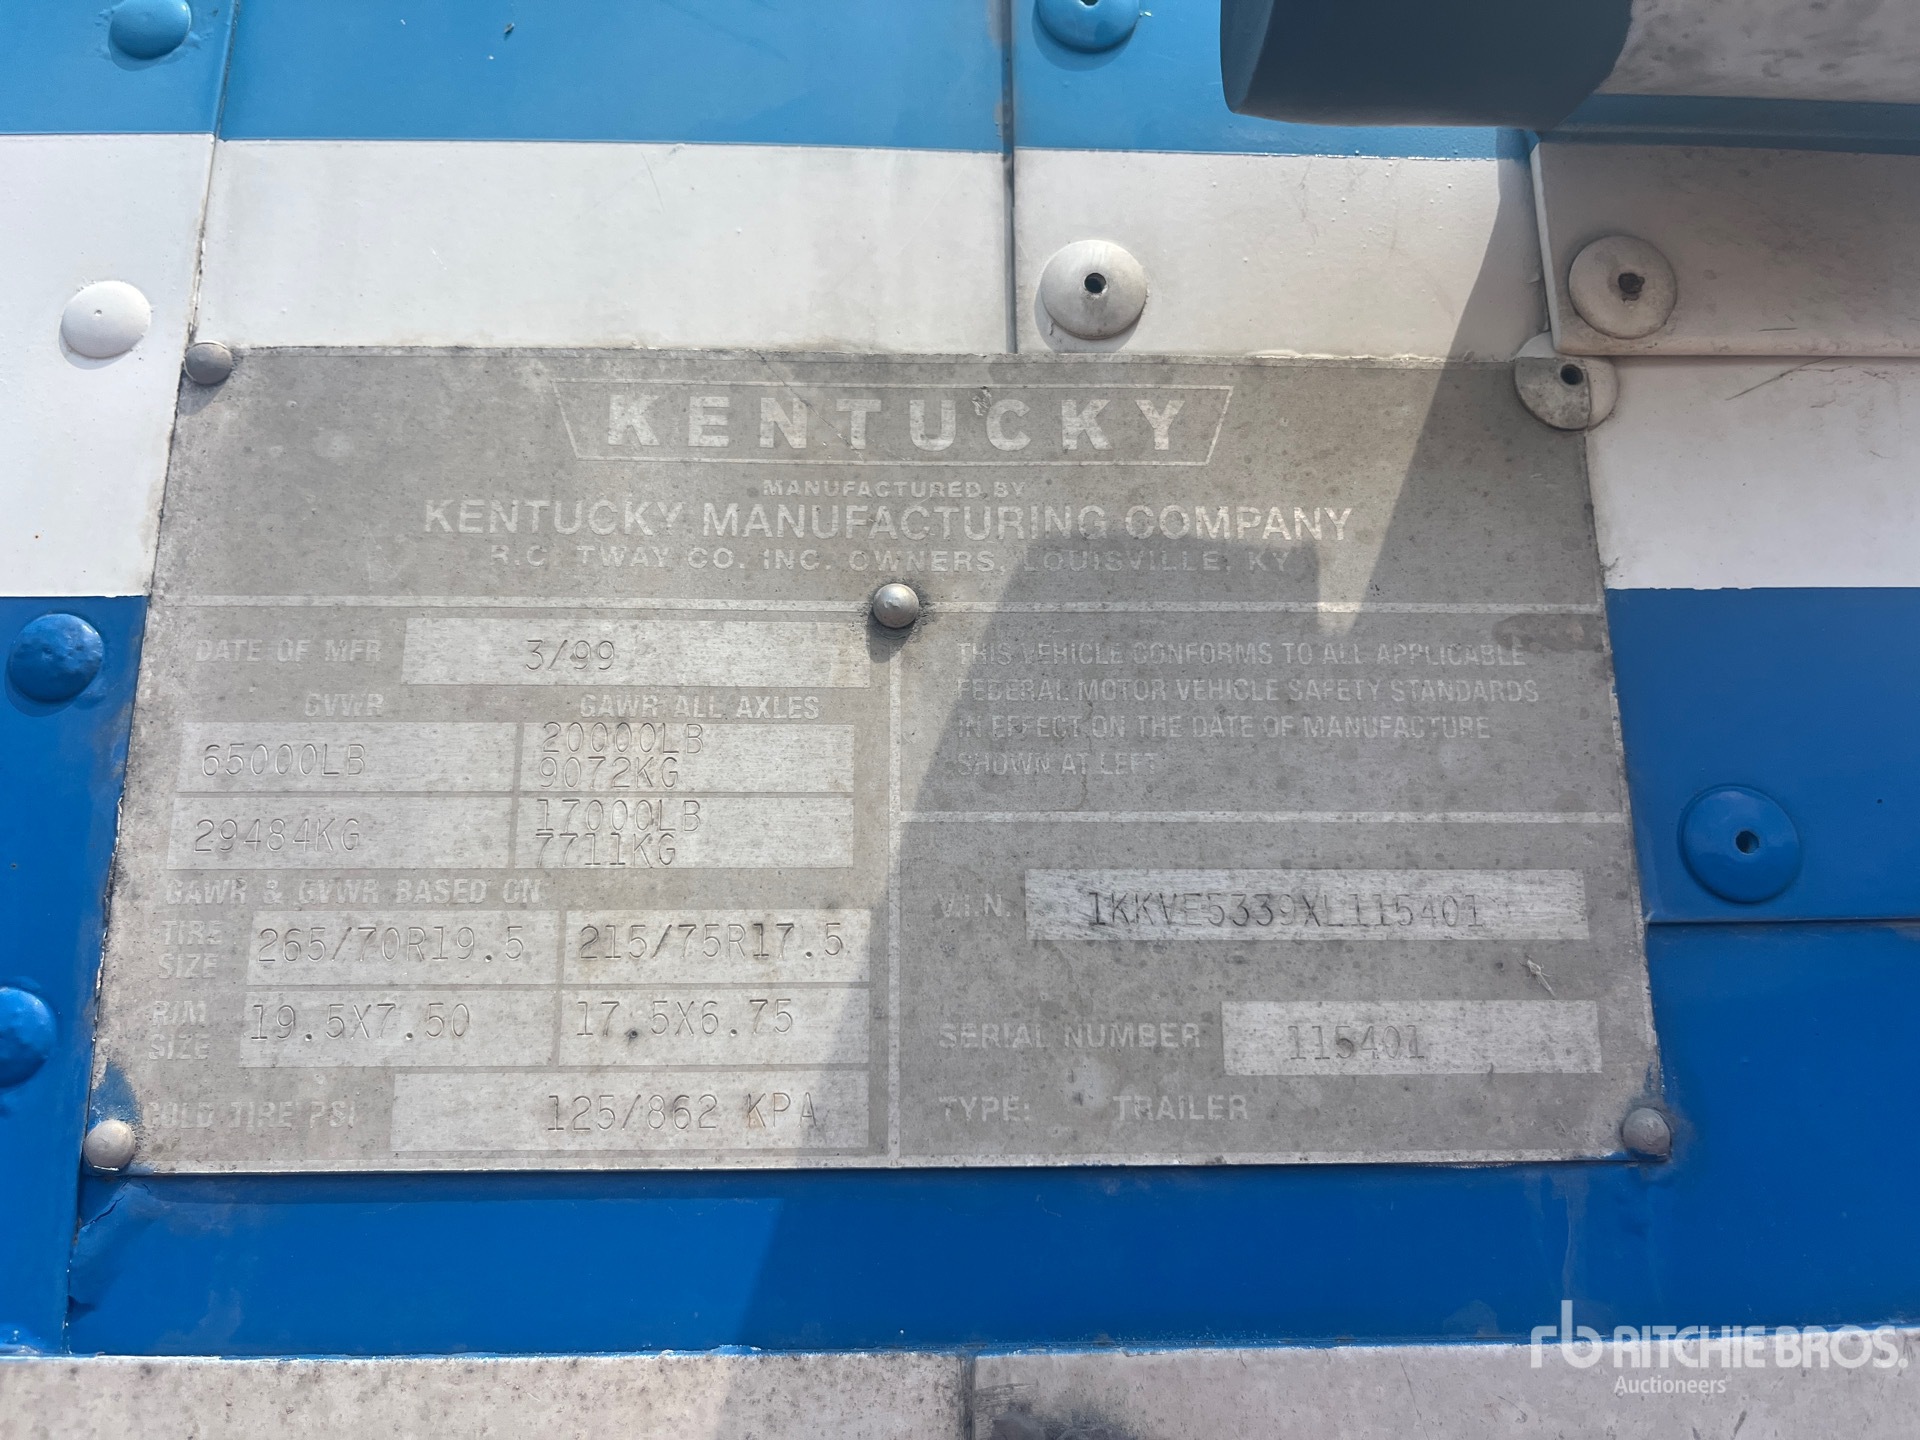 KENTUCKY
MANUFACTURED BY
KENTUCKY MANUFACTURING COMPANY
R.C. TWAY CO. INC. OWNERS, LOUISVILLE, KY
DATE OF MFR 3/99
GVWR GAWR ALL AXLES
65000LB 20000LB
9072KG
29484KG 17000LB
7711KG
GAWR & GVWR BASED ON
TIRE SIZE 265/70R19.5 215/75R17.5
RIM SIZE 19.5X7.50 17.5X6.75
COLD TIRE PSI 125/862 KPA
THIS VEHICLE CONFORMS TO ALL APPLICABLE
FEDERAL MOTOR VEHICLE SAFETY STANDARDS
IN EFFECT ON THE DATE OF MANUFACTURE
SHOWN AT LEFT
V.I.N. 1KKVE5339XL115401
SERIAL NUMBER 115401
TYPE: TRAILER
rb RITCHIE BROS.
Auctioneers